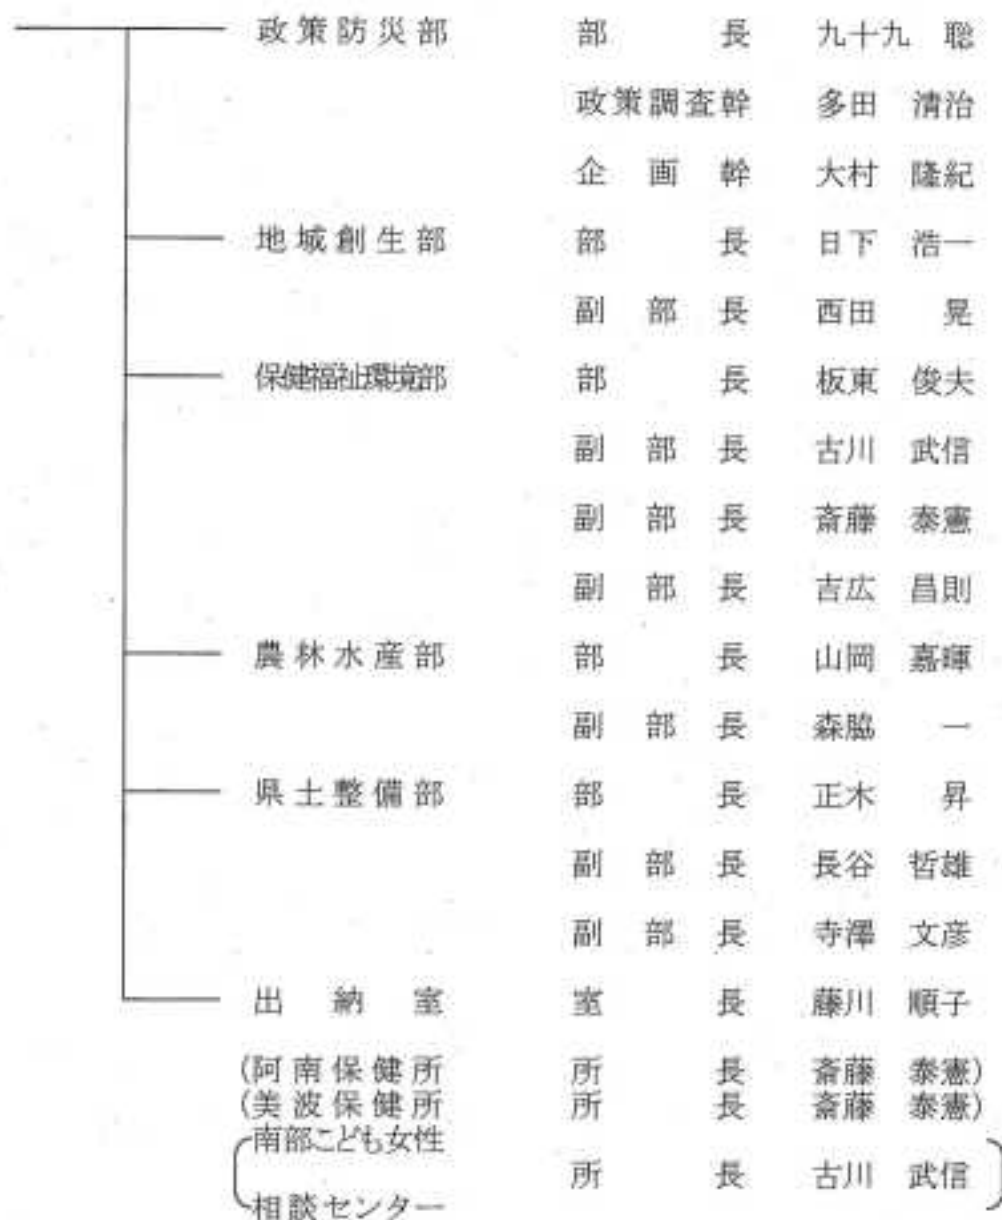 政策防災部 部長 九十九 聡
政策調査幹 多田 清治
企画幹 大村 隆紀
地域創生部 部長 日下 浩一
副部長 西田 晃
保健福祉環境部 部長 板東 俊夫
副部長 古川 武信
副部長 斎藤 泰憲
副部長 吉広 昌則
農林水産部 部長 山岡 嘉暉
副部長 森脇 一
県土整備部 部長 正木 昇
副部長 長谷 哲雄
副部長 寺澤 文彦
出納室 室長 藤川 順子
(阿南保健所 所長 斎藤 泰憲)
(美波保健所 所長 斎藤 泰憲)
南部こども女性
所長 古川 武信
相談センター